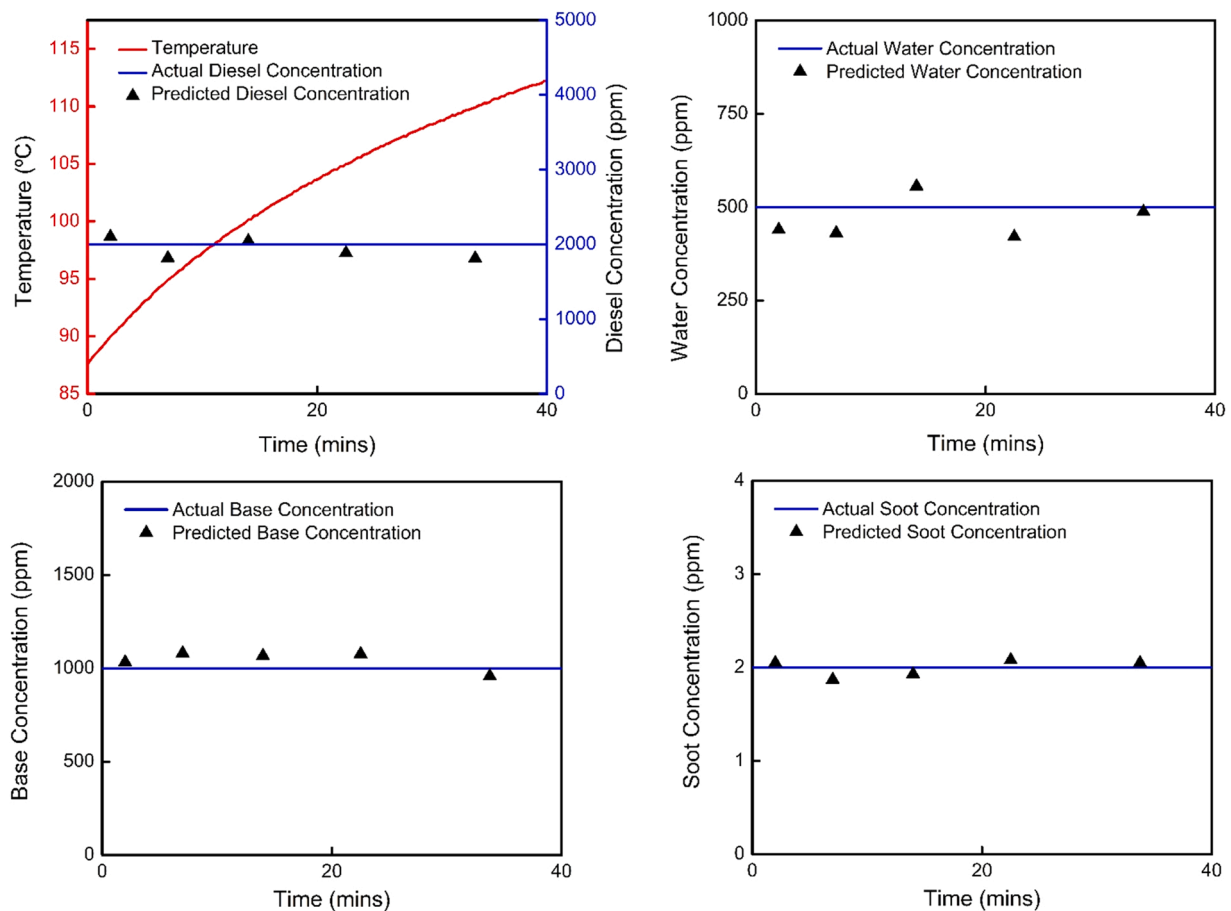 Temperature
Actual Diesel Concentration
Predicted Diesel Concentration
115
110
105
100
95
90
85
Temperature (ºC)
5000
4000
3000
2000
1000
0
Diesel Concentration (ppm)
0
20
40
Time (mins)
Actual Water Concentration
Predicted Water Concentration
1000
750
500
250
0
Water Concentration (ppm)
0
20
40
Time (mins)
Actual Base Concentration
Predicted Base Concentration
2000
1500
1000
500
0
Base Concentration (ppm)
0
20
40
Time (mins)
Actual Soot Concentration
Predicted Soot Concentration
4
3
2
1
0
Soot Concentration (ppm)
0
20
40
Time (mins)